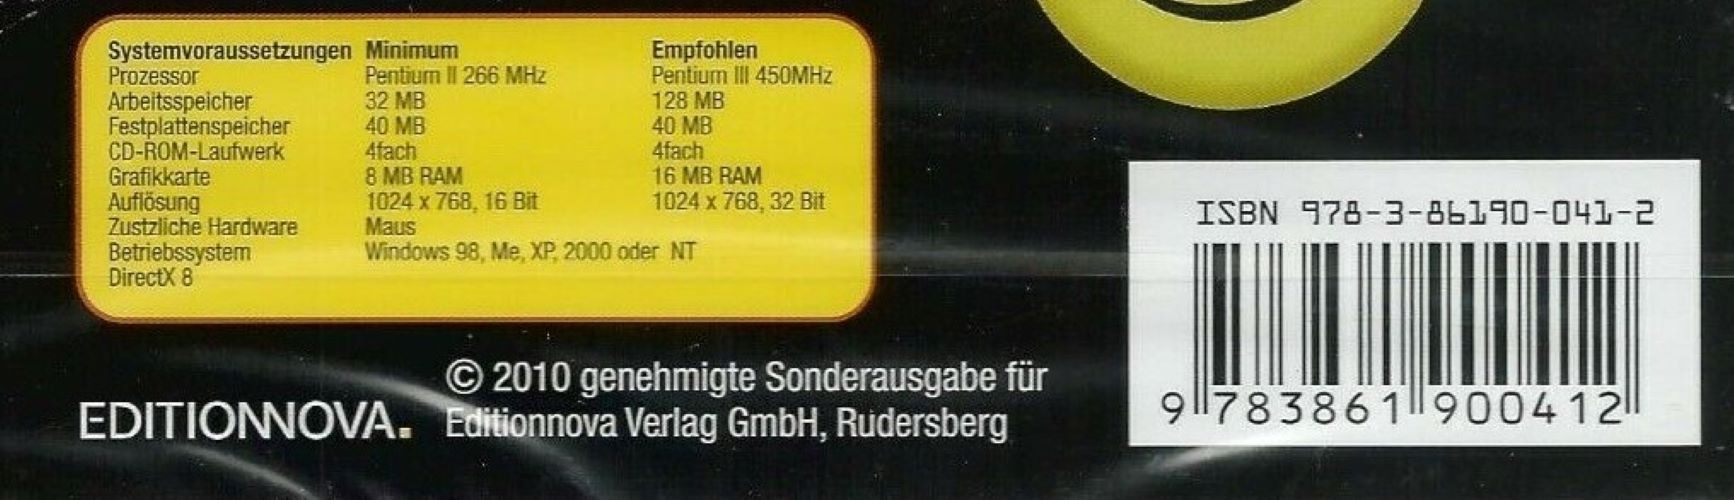 Systemvoraussetzungen Minimum Empfohlen
Prozessor Pentium II 266 MHz Pentium III 450MHz
Arbeitsspeicher 32 MB 128 MB
Festplattenspeicher 40 MB 40 MB
CD-ROM-Laufwerk 4fach 4fach
Grafikkarte 8 MB RAM 16 MB RAM
Auflösung 1024 x 768, 16 Bit 1024 x 768, 32 Bit
Zustzliche Hardware Maus
Betriebssystem Windows 98, Me, XP, 2000 oder NT
DirectX 8
EDITIONNOVA.
© 2010 genehmigte Sonderausgabe für
Editionnova Verlag GmbH, Rudersberg
ISBN 978-3-86190-041-2
9 783861 900412